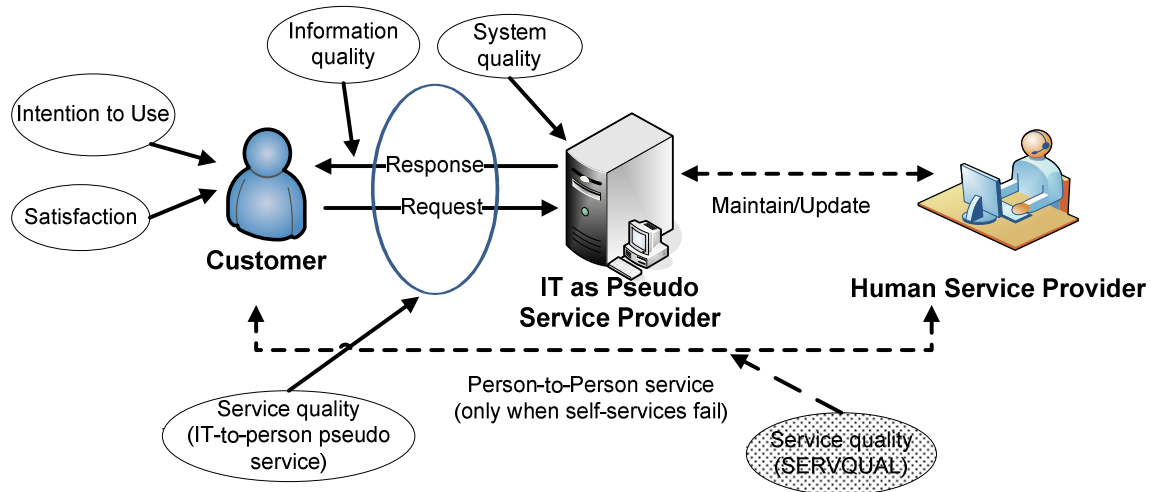 Information
quality
System
quality
Intention to Use
Response
Satisfaction
Request
Maintain/Update
Customer
IT as Pseudo
Service Provider
Human Service Provider
Person-to-Person service
(only when self-services fail)
Service quality
(IT-to-person pseudo
service)
Service quality
(SERVQUAL)